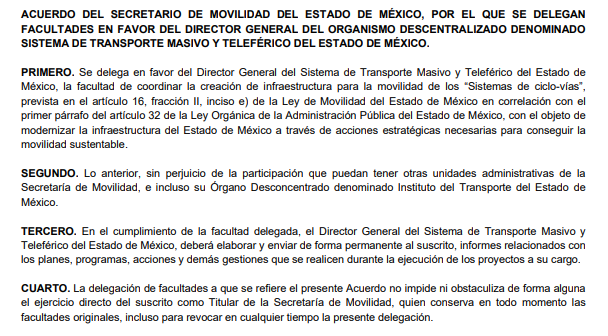 ACUERDO DEL SECRETARIO DE MOVILIDAD DEL ESTADO DE MÉXICO, POR EL QUE SE DELEGAN
FACULTADES EN FAVOR DEL DIRECTOR GENERAL DEL ORGANISMO DESCENTRALIZADO DENOMINADO
SISTEMA DE TRANSPORTE MASIVO Y TELEFÉRICO DEL ESTADO DE MÉXICO.
PRIMERO. Se delega en favor del Director General del Sistema de Transporte Masivo y Teleférico del Estado de
México, la facultad de coordinar la creación de infraestructura para la movilidad de los “Sistemas de ciclo-vías”,
prevista en el artículo 16, fracción II, inciso e) de la Ley de Movilidad del Estado de México en correlación con el
primer párrafo del artículo 32 de la Ley Orgánica de la Administración Pública del Estado de México, con el objeto de
modernizar la infraestructura del Estado de México a través de acciones estratégicas necesarias para conseguir la
movilidad sustentable.
SEGUNDO. Lo anterior, sin perjuicio de la participación que puedan tener otras unidades administrativas de la
Secretaría de Movilidad, e incluso su Órgano Desconcentrado denominado Instituto del Transporte del Estado de
México.
TERCERO. En el cumplimiento de la facultad delegada, el Director General del Sistema de Transporte Masivo y
Teleférico del Estado de México, deberá elaborar y enviar de forma permanente al suscrito, informes relacionados con
los planes, programas, acciones y demás gestiones que se realicen durante la ejecución de los proyectos a su cargo.
CUARTO. La delegación de facultades a que se refiere el presente Acuerdo no impide ni obstaculiza de forma alguna
el ejercicio directo del suscrito como Titular de la Secretaría de Movilidad, quien conserva en todo momento las
facultades originales, incluso para revocar en cualquier tiempo la presente delegación.